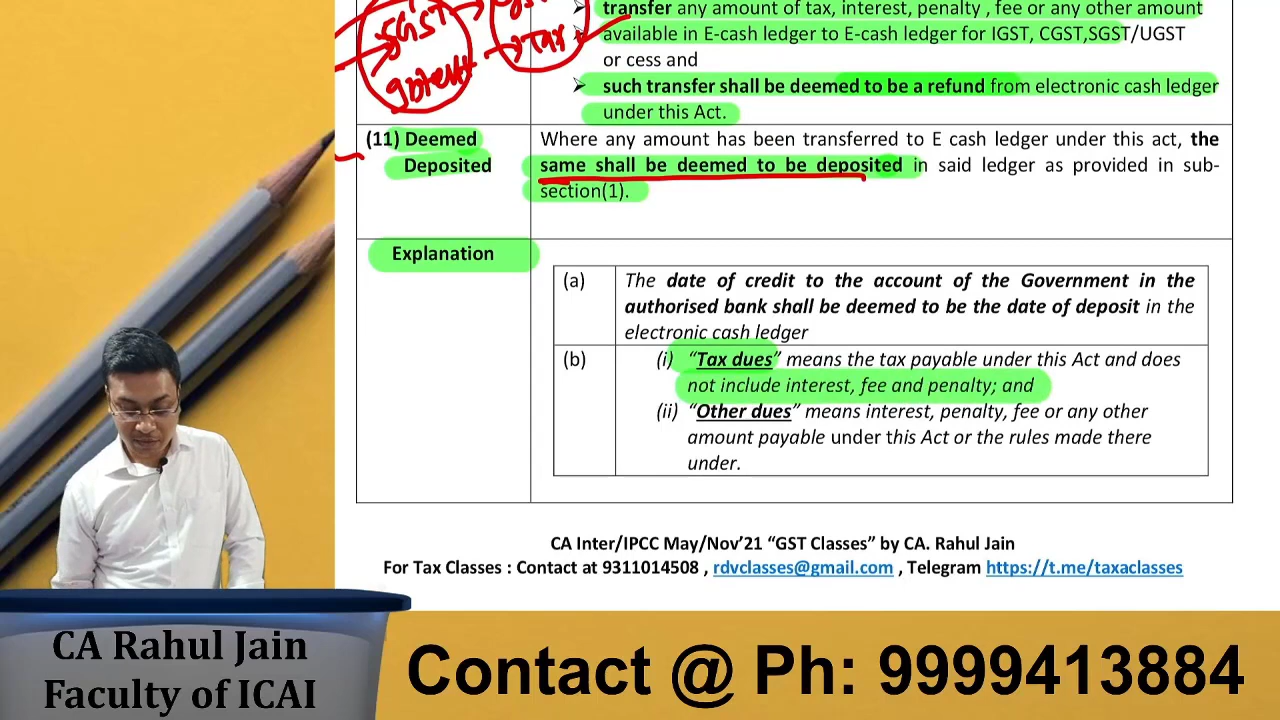 SGST
Tax
➢ transfer any amount of tax, interest, penalty , fee or any other amount
available in E-cash ledger to E-cash ledger for IGST, CGST,SGST/UGST
or cess and
➢ such transfer shall be deemed to be a refund from electronic cash ledger
under this Act.
(11) Deemed
Deposited
Where any amount has been transferred to E cash ledger under this act, the
same shall be deemed to be deposited in said ledger as provided in sub-
section(1).
Explanation
(a) The date of credit to the account of the Government in the
authorised bank shall be deemed to be the date of deposit in the
electronic cash ledger
(b) (i) “Tax dues” means the tax payable under this Act and does
not include interest, fee and penalty; and
(ii) “Other dues” means interest, penalty, fee or any other
amount payable under this Act or the rules made there
under.
CA Inter/IPCC May/Nov’21 “GST Classes” by CA. Rahul Jain
For Tax Classes : Contact at 9311014508 , rdvclasses@gmail.com , Telegram https://t.me/taxaclasses
CA Rahul Jain
Faculty of ICAI
Contact @ Ph: 9999413884